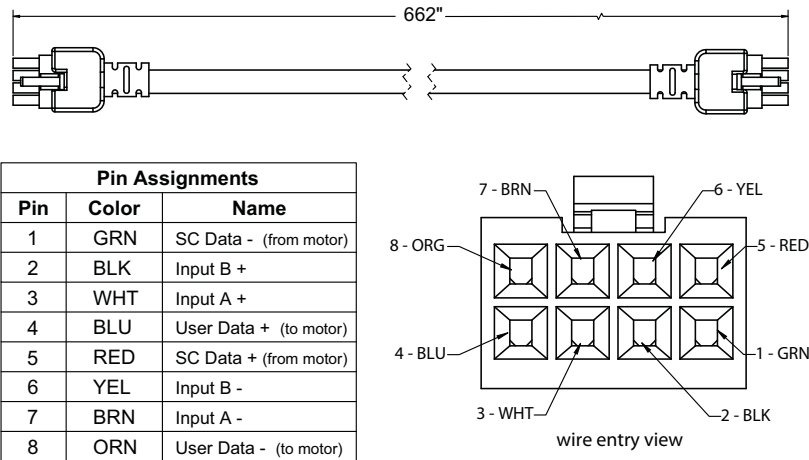 662"
Pin Assignments
Pin Color Name
1 GRN SC Data - (from motor)
2 BLK Input B +
3 WHT Input A +
4 BLU User Data + (to motor)
5 RED SC Data + (from motor)
6 YEL Input B -
7 BRN Input A -
8 ORN User Data - (to motor)
7 - BRN
6 - YEL
8 - ORG
5 - RED
4 - BLU
1 - GRN
3 - WHT
2 - BLK
wire entry view